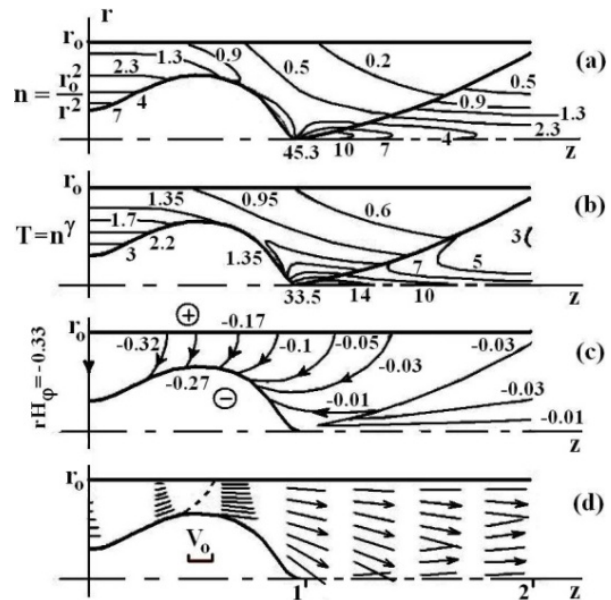 r
r₀ 1.3 0.9 0.2 (a)
2.3 0.5 0.5
n = r₀²/r² 7 4 0.9 1.3
2.3
45.3 10 7 4 z
r₀ 1.35 0.95 0.6 (b)
T=nᵞ 1.7 3
2.2 1.35 7 5
3 33.5 14 10 z
r₀ -0.32 + -0.17 -0.1 -0.05 -0.03 (c)
-0.03
rHφ=-0.33 -0.27 − -0.01 -0.03
-0.01
z
r₀ (d)
V₀
1 2 z